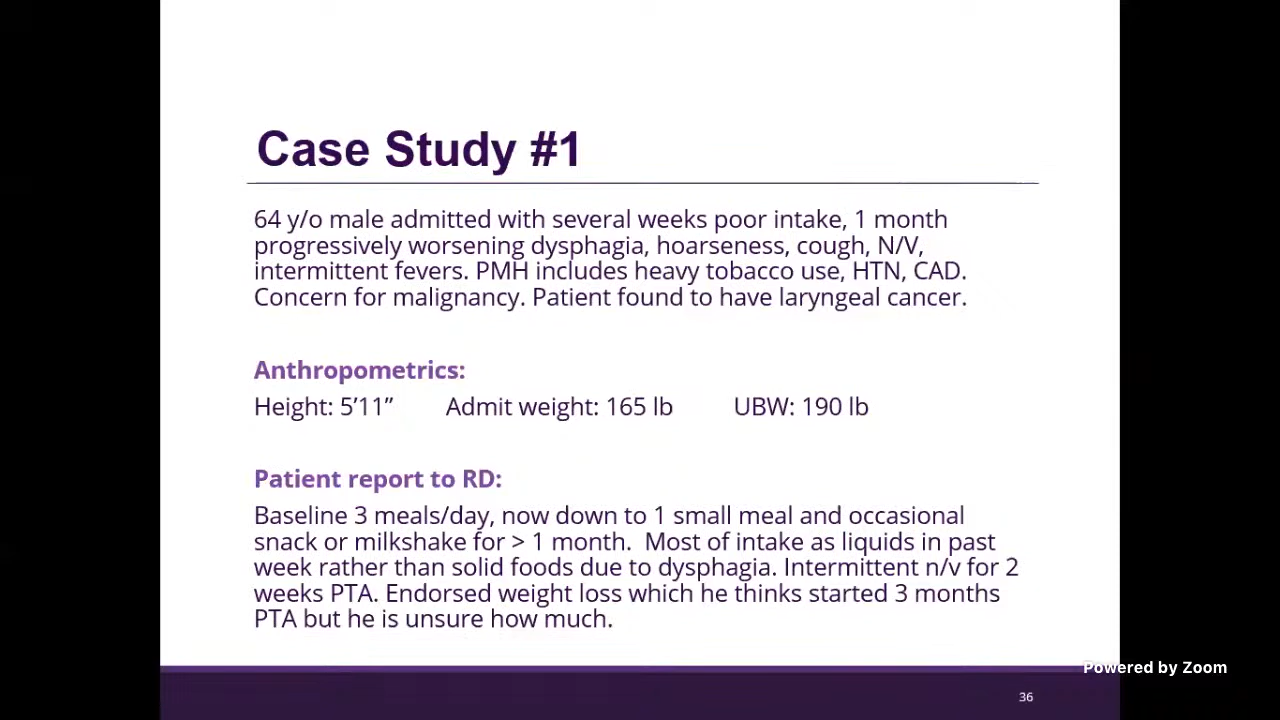 Case Study #1
64 y/o male admitted with several weeks poor intake, 1 month
progressively worsening dysphagia, hoarseness, cough, N/V,
intermittent fevers. PMH includes heavy tobacco use, HTN, CAD.
Concern for malignancy. Patient found to have laryngeal cancer.
Anthropometrics:
Height: 5’11” Admit weight: 165 lb UBW: 190 lb
Patient report to RD:
Baseline 3 meals/day, now down to 1 small meal and occasional
snack or milkshake for > 1 month.  Most of intake as liquids in past
week rather than solid foods due to dysphagia. Intermittent n/v for 2
weeks PTA. Endorsed weight loss which he thinks started 3 months
PTA but he is unsure how much.
Powered by Zoom
36